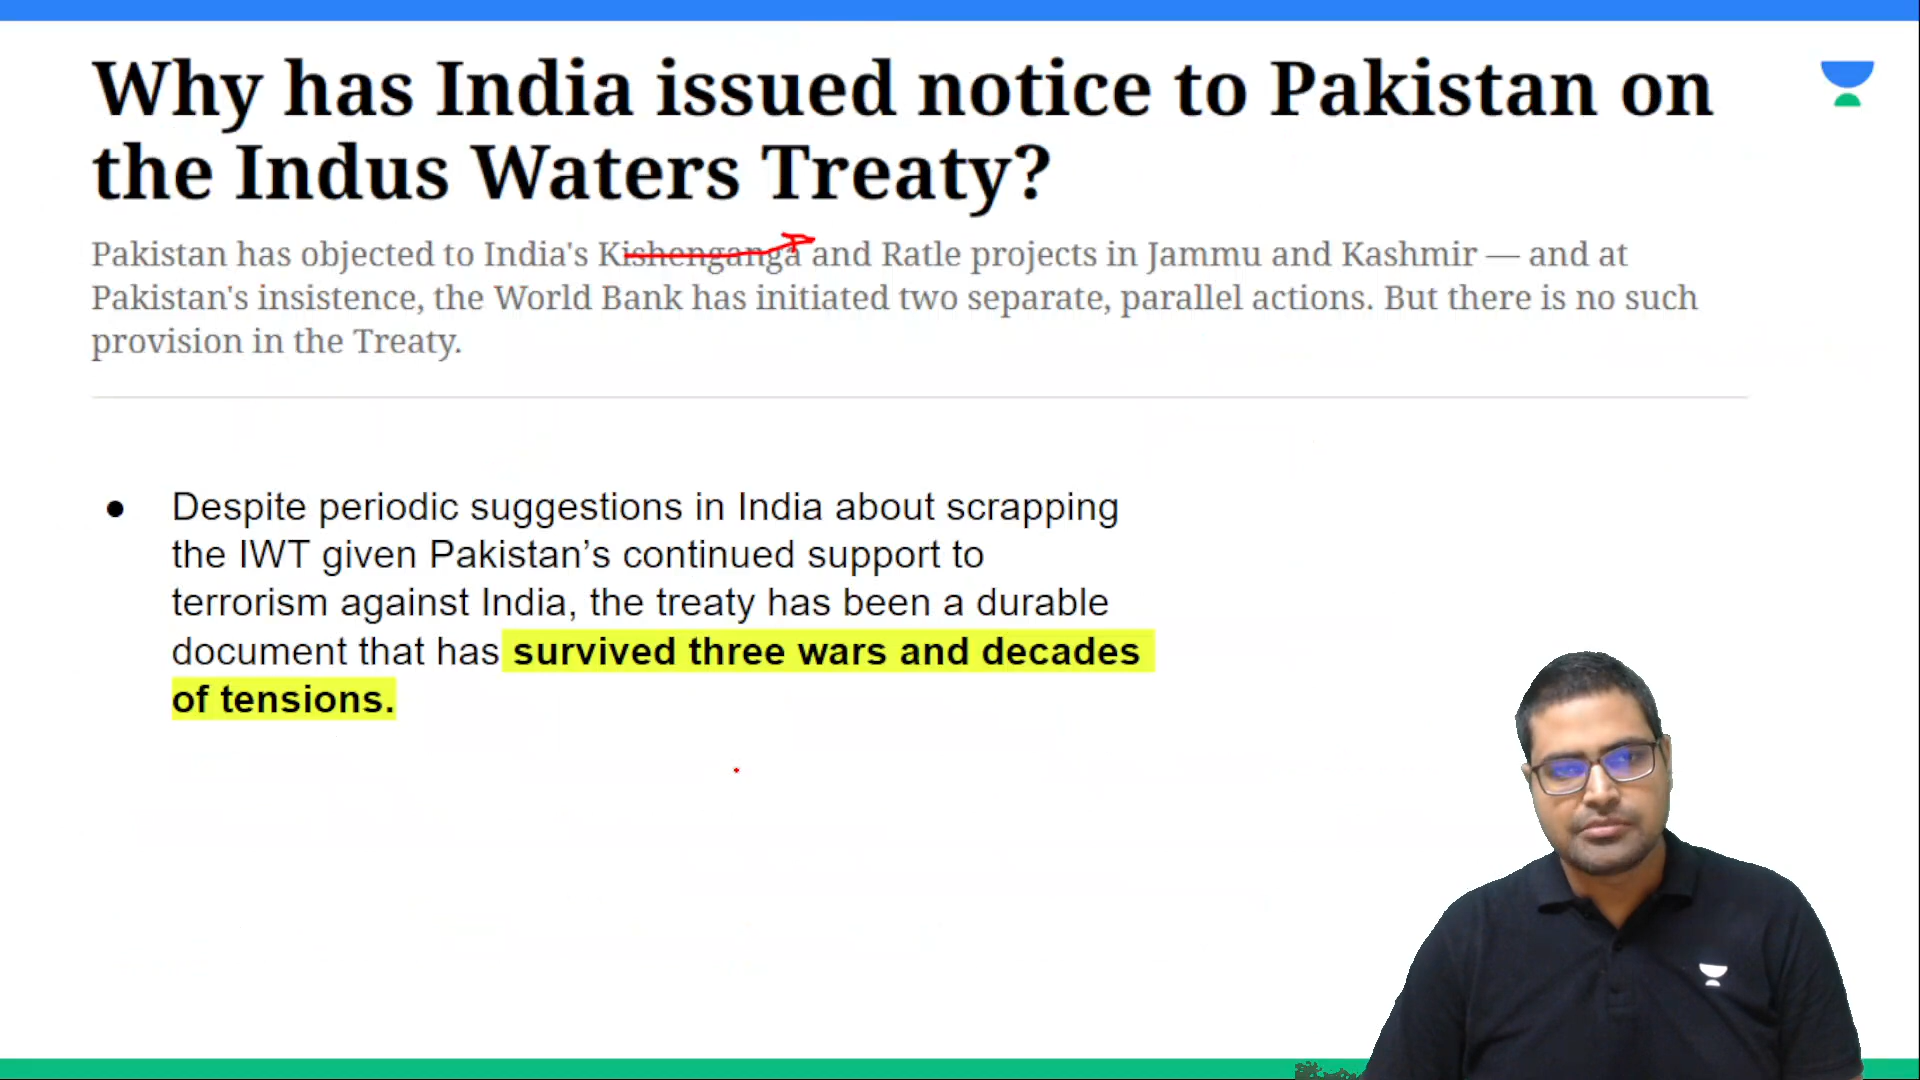 Why has India issued notice to Pakistan on
the Indus Waters Treaty?
Pakistan has objected to India's Kishenganga and Ratle projects in Jammu and Kashmir — and at
Pakistan's insistence, the World Bank has initiated two separate, parallel actions. But there is no such
provision in the Treaty.
● Despite periodic suggestions in India about scrapping
the IWT given Pakistan’s continued support to
terrorism against India, the treaty has been a durable
document that has survived three wars and decades
of tensions.